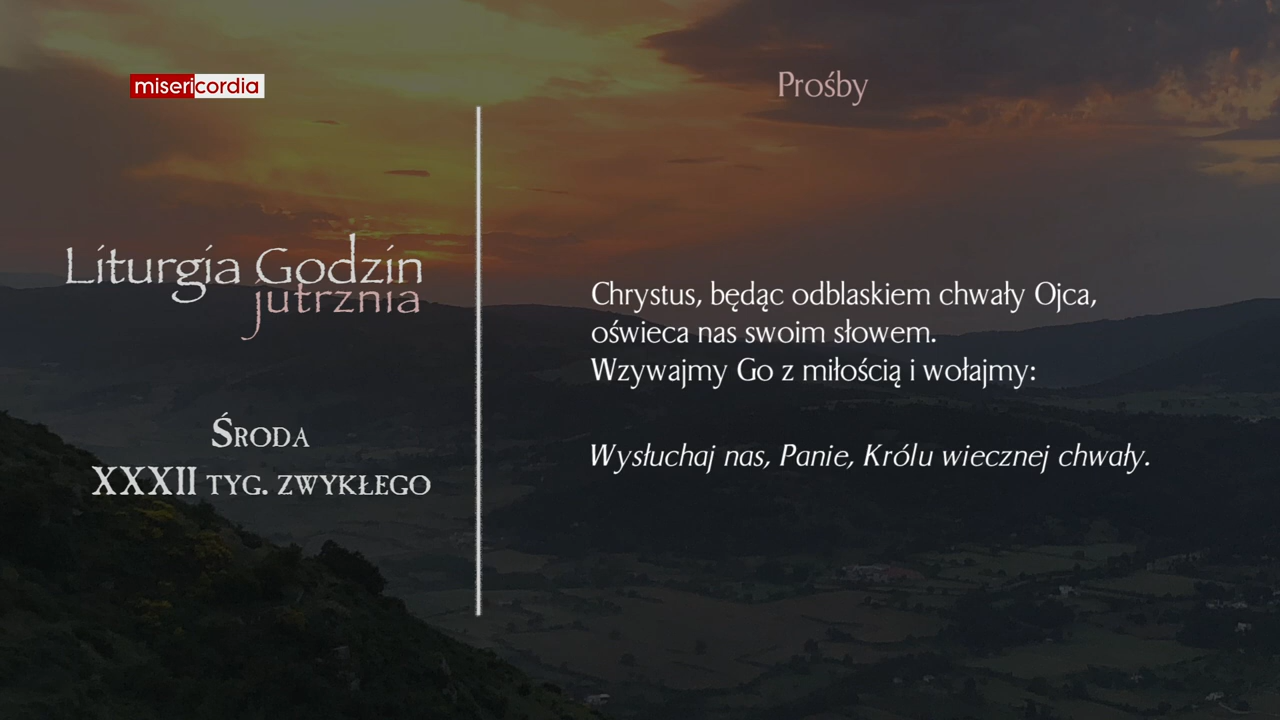 misericordia
Prośby
Liturgia Godzin
jutrznia
Środa
XXXII tyg. zwykłego
Chrystus, będąc odblaskiem chwały Ojca,
oświeca nas swoim słowem.
Wzywajmy Go z miłością i wołajmy:
Wysłuchaj nas, Panie, Królu wiecznej chwały.